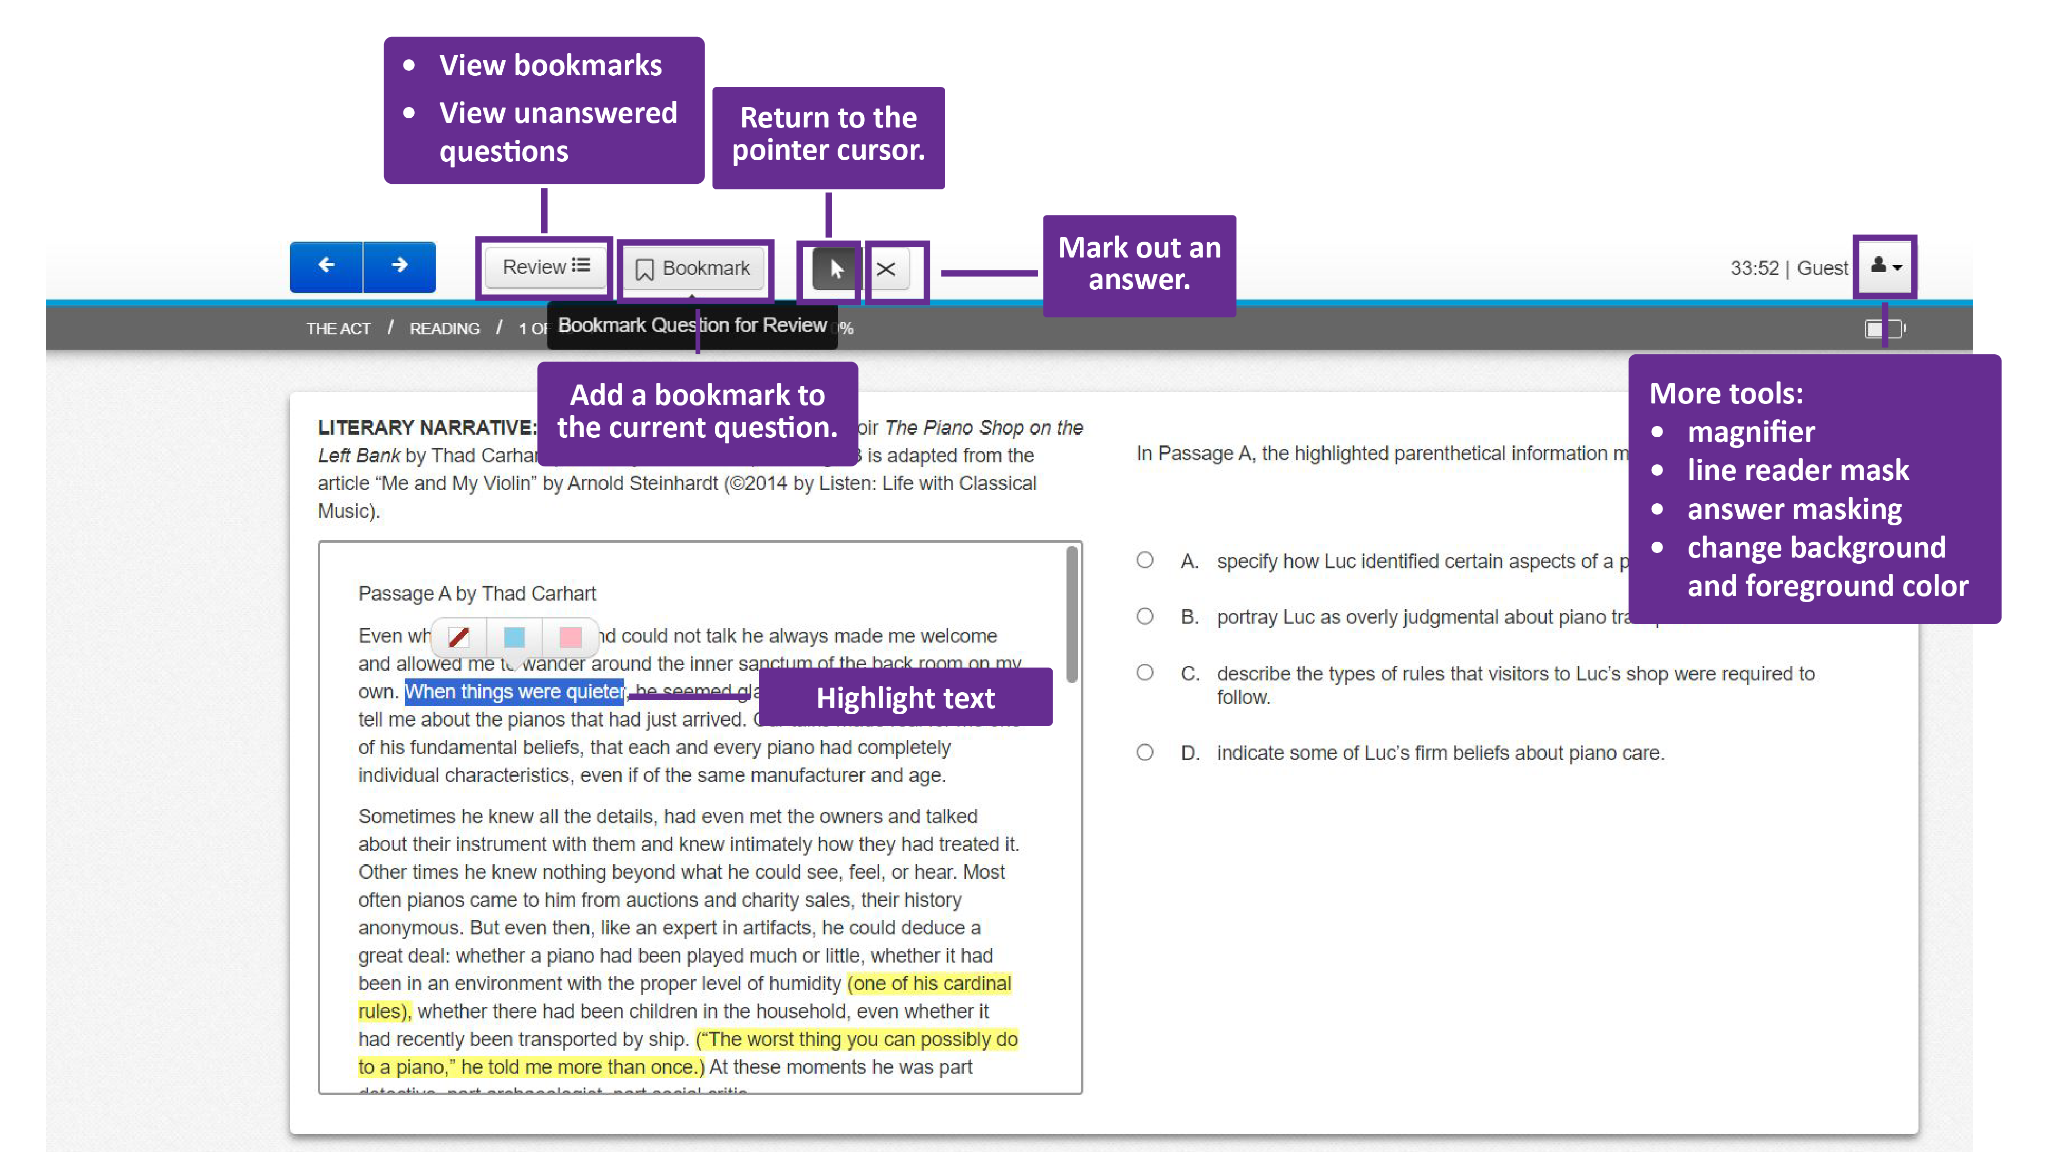 View bookmarks
View unanswered
questions
Return to the
pointer cursor.
Mark out an
answer.
Review
Bookmark
33:52 | Guest
THE ACT / READING / 1 OF
Bookmark Question for Review
%
Add a bookmark to
the current question.
More tools:
magnifier
line reader mask
answer masking
change background
and foreground color
LITERARY NARRATIVE: The Piano Shop on the
Left Bank by Thad is adapted from the
article “Me and My Violin” by Arnold Steinhardt (©2014 by Listen: Life with Classical
Music).
Passage A by Thad Carhart
Even could not talk he always made me welcome
and allowed me to wander around the inner sanctum of the back room on my
own. When things were quieter, he seemed
Highlight text
tell me about the pianos that had just arrived.
of his fundamental beliefs, that each and every piano had completely
individual characteristics, even if of the same manufacturer and age.
Sometimes he knew all the details, had even met the owners and talked
about their instrument with them and knew intimately how they had treated it.
Other times he knew nothing beyond what he could see, feel, or hear. Most
often pianos came to him from auctions and charity sales, their history
anonymous. But even then, like an expert in artifacts, he could deduce a
great deal: whether a piano had been played much or little, whether it had
been in an environment with the proper level of humidity (one of his cardinal
rules), whether there had been children in the household, even whether it
had recently been transported by ship. (“The worst thing you can possibly do
to a piano,” he told me more than once.) At these moments he was part
detective, part archaeologist, part social critic.
In Passage A, the highlighted parenthetical information
A. specify how Luc identified certain aspects of a
B. portray Luc as overly judgmental about piano
C. describe the types of rules that visitors to Luc’s shop were required to
follow.
D. indicate some of Luc’s firm beliefs about piano care.